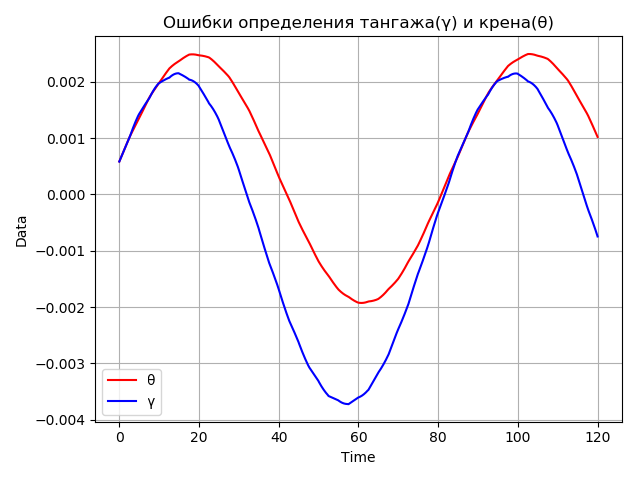 Ошибки определения тангажа(γ) и крена(θ)
Data
0.002
0.001
0.000
−0.001
−0.002
−0.003
−0.004
θ
γ
0 20 40 60 80 100 120
Time